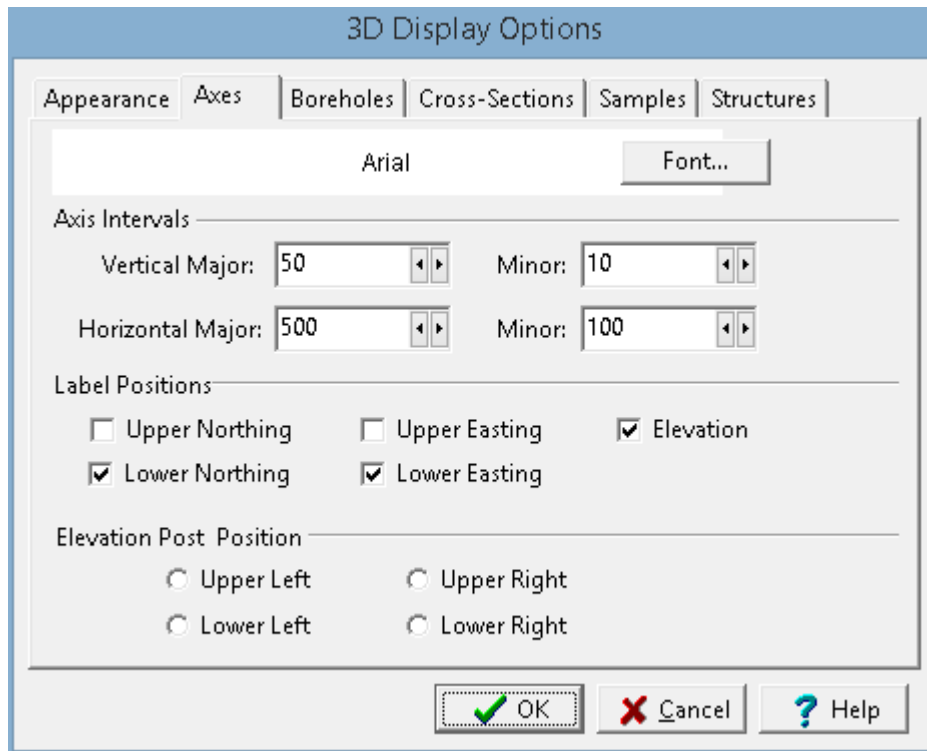 3D Display Options
Appearance Axes Boreholes Cross-Sections Samples Structures
Arial Font...
Axis Intervals
Vertical Major: 50 Minor: 10
Horizontal Major: 500 Minor: 100
Label Positions
Upper Northing Upper Easting Elevation
Lower Northing Lower Easting
Elevation Post Position
Upper Left Upper Right
Lower Left Lower Right
OK Cancel Help